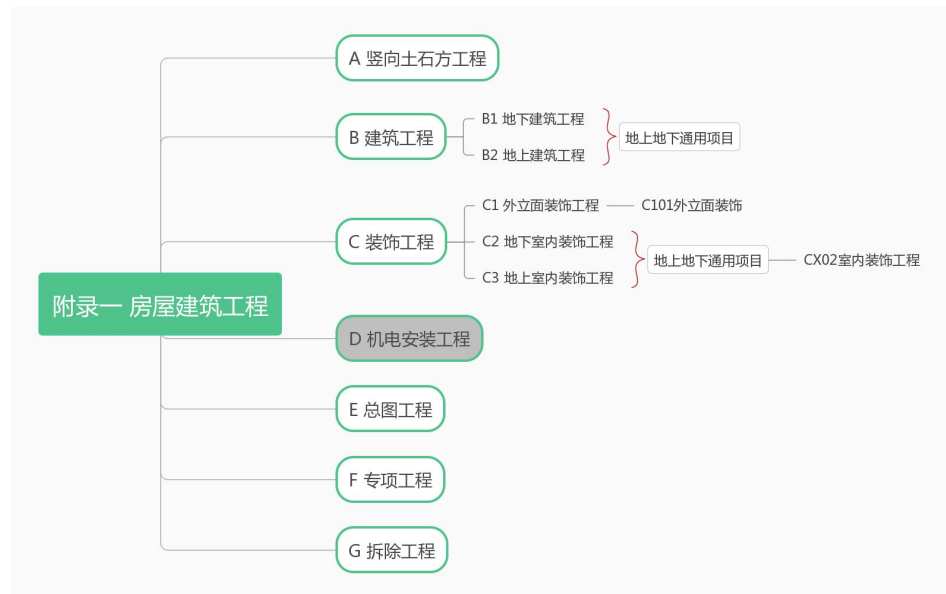 附录一 房屋建筑工程
A 竖向土石方工程
B 建筑工程
B1 地下建筑工程
B2 地上建筑工程
地上地下通用项目
C 装饰工程
C1 外立面装饰工程
C101外立面装饰
C2 地下室内装饰工程
C3 地上室内装饰工程
地上地下通用项目
CX02室内装饰工程
D 机电安装工程
E 总图工程
F 专项工程
G 拆除工程